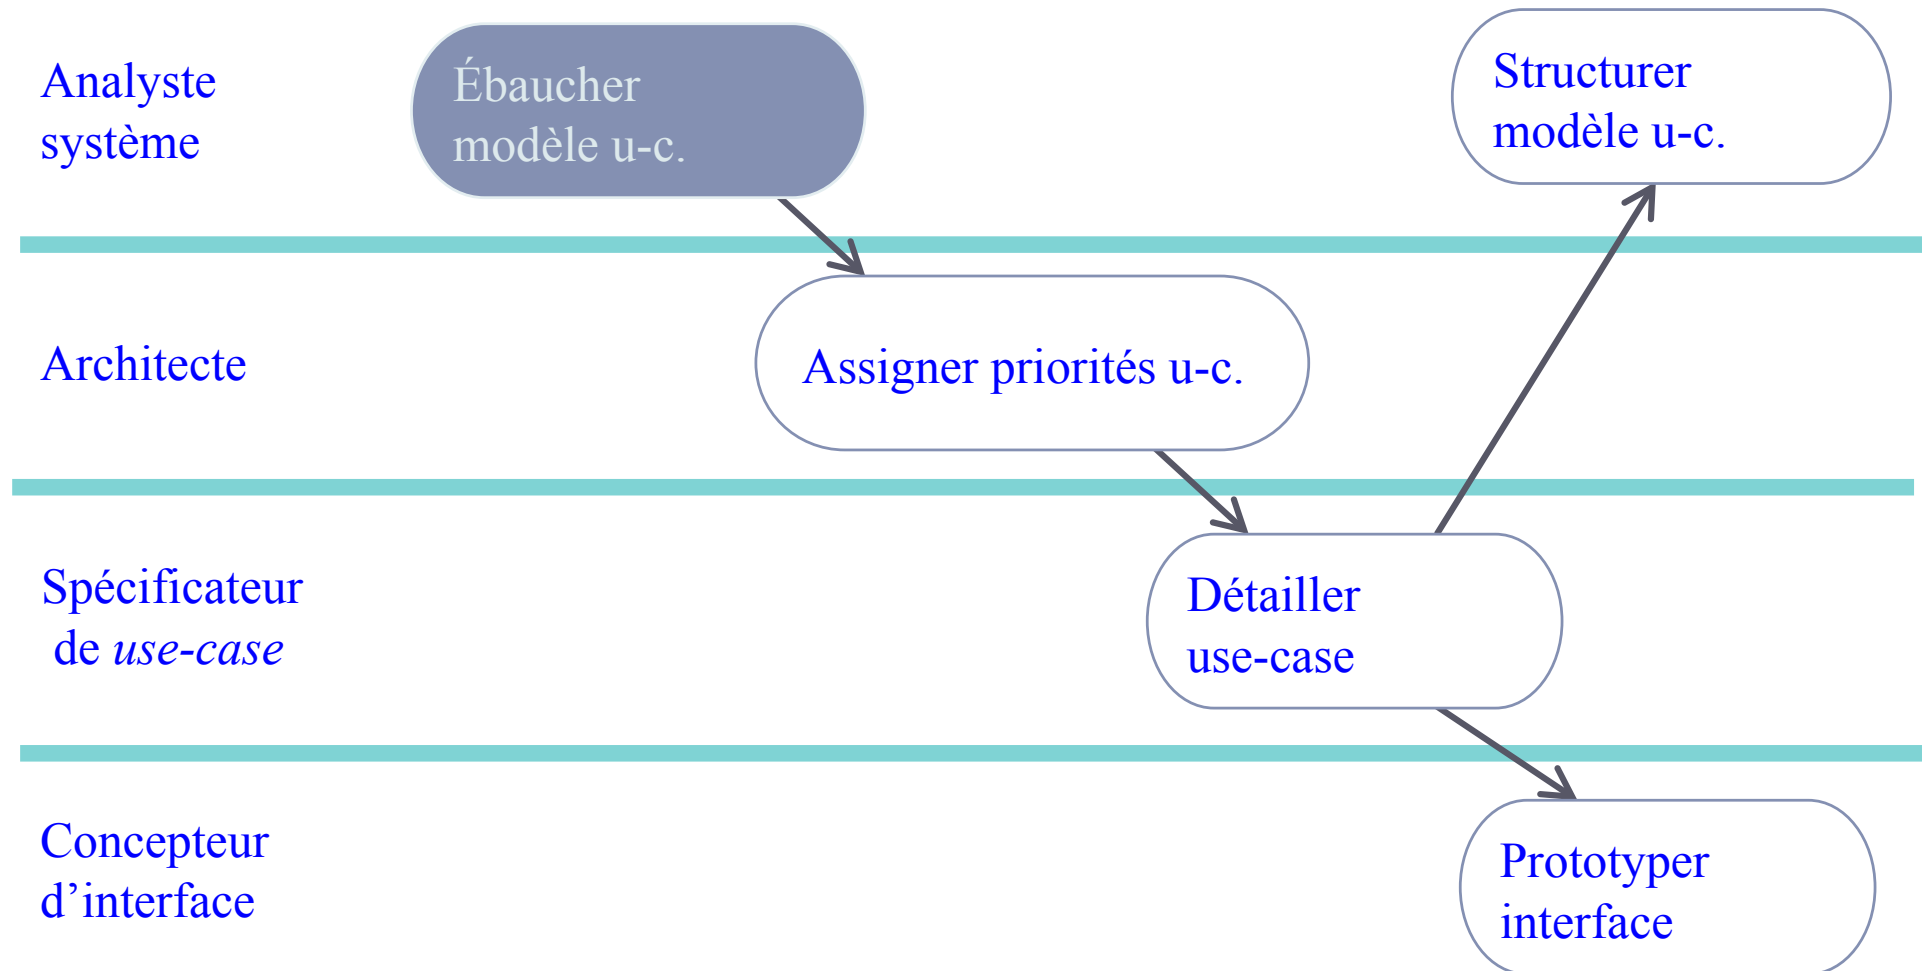 Analyste
système
Ébaucher
modèle u-c.
Structurer
modèle u-c.
Architecte
Assigner priorités u-c.
Spécificateur
de use-case
Détailler
use-case
Concepteur
d’interface
Prototyper
interface